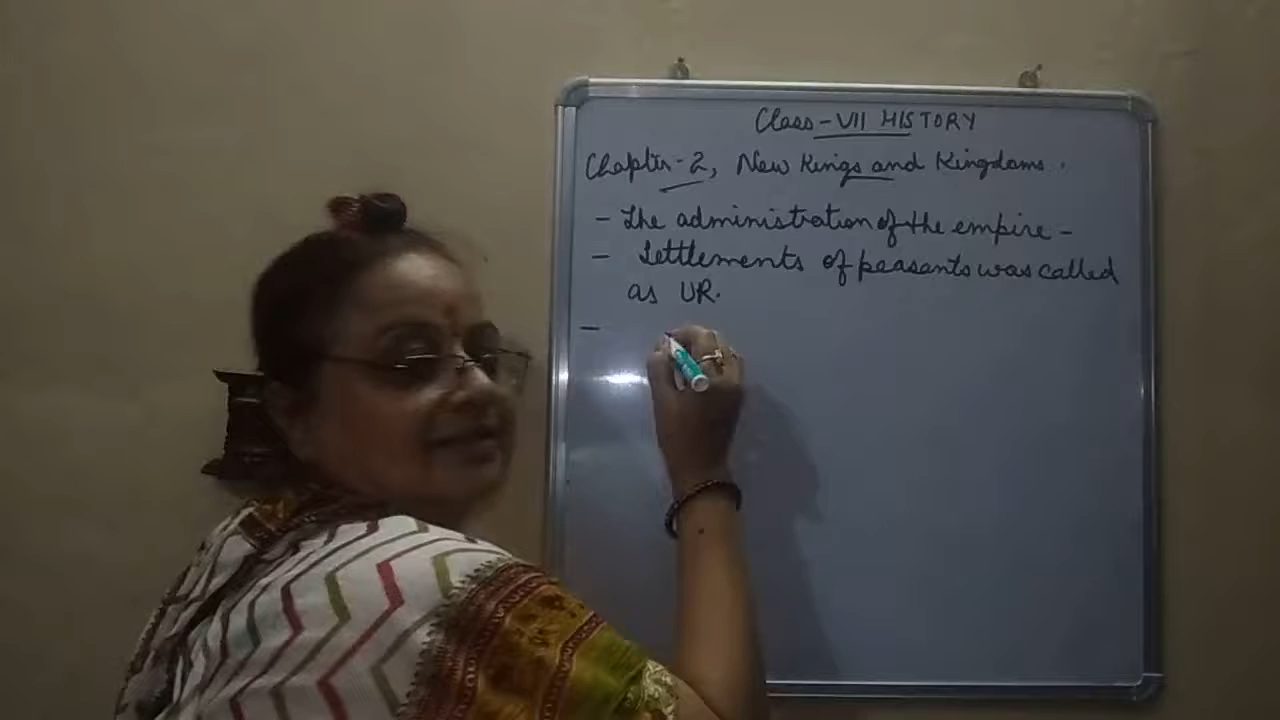 Class-VII HISTORY
Chapter-2, New Kings and Kingdoms.
- The administration of the empire -
- Settlements of peasants was called
as UR.
-